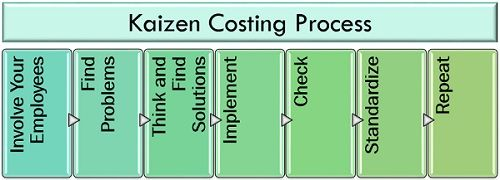 Kaizen Costing Process
Involve Your
Employees
Find
Problems
Think and
Find
Solutions
Implement
Check
Standardize
Repeat